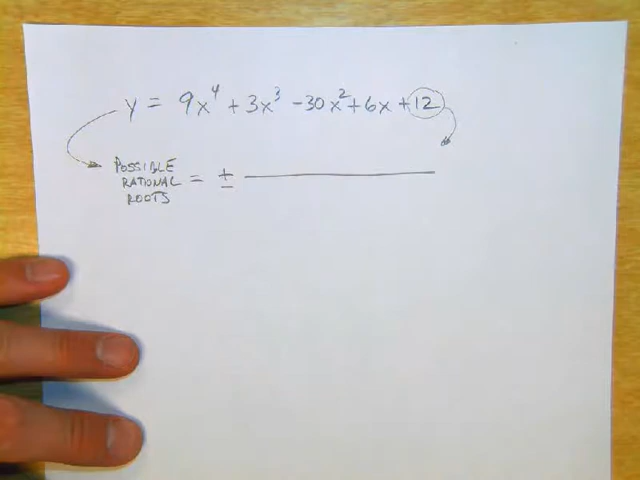 y = 9x⁴ + 3x³ -30x² + 6x + 12
POSSIBLE
RATIONAL = ±
ROOTS